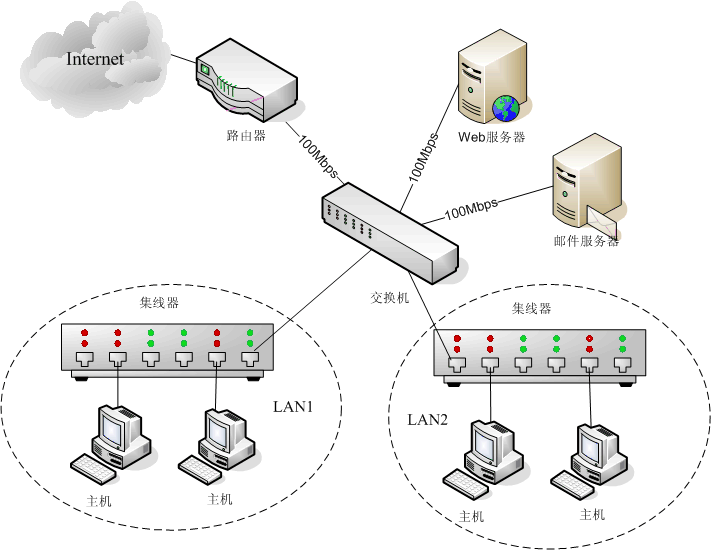 Internet
路由器
100Mbps
100Mbps
Web服务器
100Mbps
邮件服务器
交换机
集线器
集线器
LAN1
LAN2
主机
主机
主机
主机